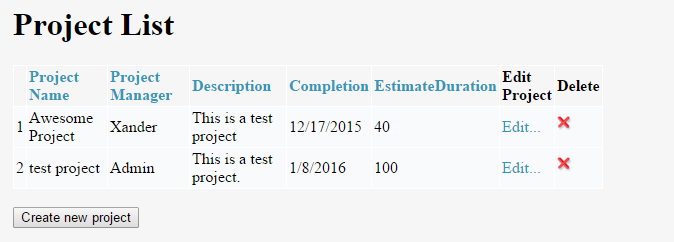 Project List
Project Name Project Manager Description Completion EstimateDuration Edit Project Delete
1 Awesome Project Xander This is a test project 12/17/2015 40 Edit...
2 test project Admin This is a test project. 1/8/2016 100 Edit...
Create new project